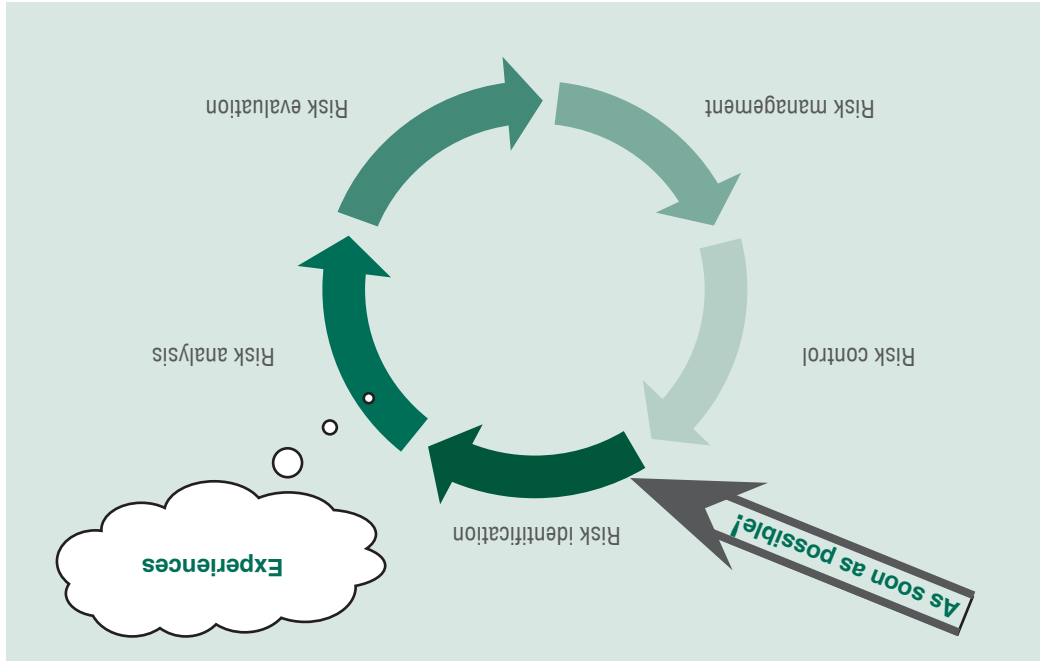 As soon as possible!
Experiences
Risk identification
Risk control
Risk analysis
Risk management
Risk evaluation